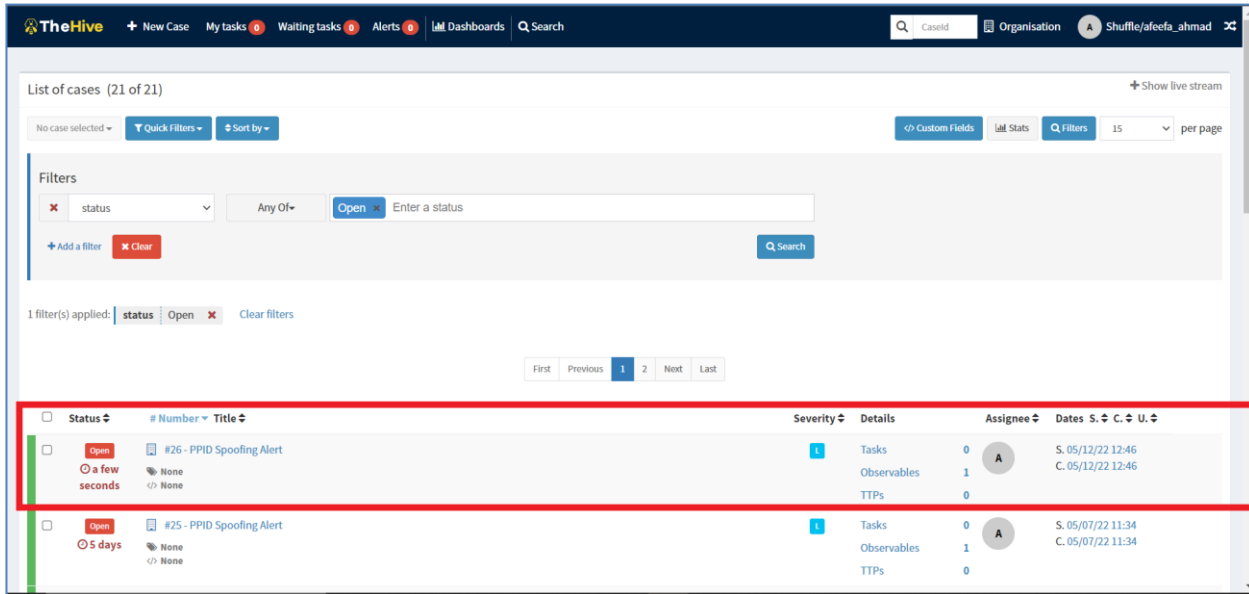 TheHive + New Case My tasks 0 Waiting tasks 0 Alerts 0 Dashboards Search CaseId Organisation A Shuffle/afeefa_ahmad
List of cases (21 of 21) + Show live stream
No case selected Quick Filters Sort by </> Custom Fields Stats Filters 15 per page
Filters
status Any Of Open × Enter a status
+ Add a filter × Clear Search
1 filter(s) applied: status Open × Clear filters
First Previous 1 2 Next Last
Status # Number Title Severity Details Assignee Dates S. C. U.
Open #26 - PPID Spoofing Alert L Tasks 0 A S. 05/12/22 12:46
a few seconds None Observables 1 C. 05/12/22 12:46
</> None TTPs 0
Open #25 - PPID Spoofing Alert L Tasks 0 A S. 05/07/22 11:34
5 days None Observables 1 C. 05/07/22 11:34
</> None TTPs 0